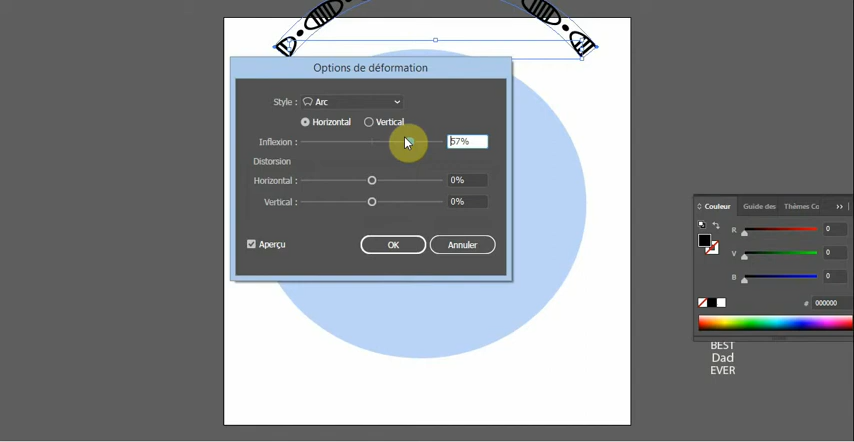 Options de déformation
Style : Arc
Horizontal Vertical
Inflexion : 57%
Distorsion
Horizontal : 0%
Vertical : 0%
Aperçu OK Annuler
Couleur Guide des Thèmes Co
R 0
V 0
B 0
# 000000
BEST
Dad
EVER